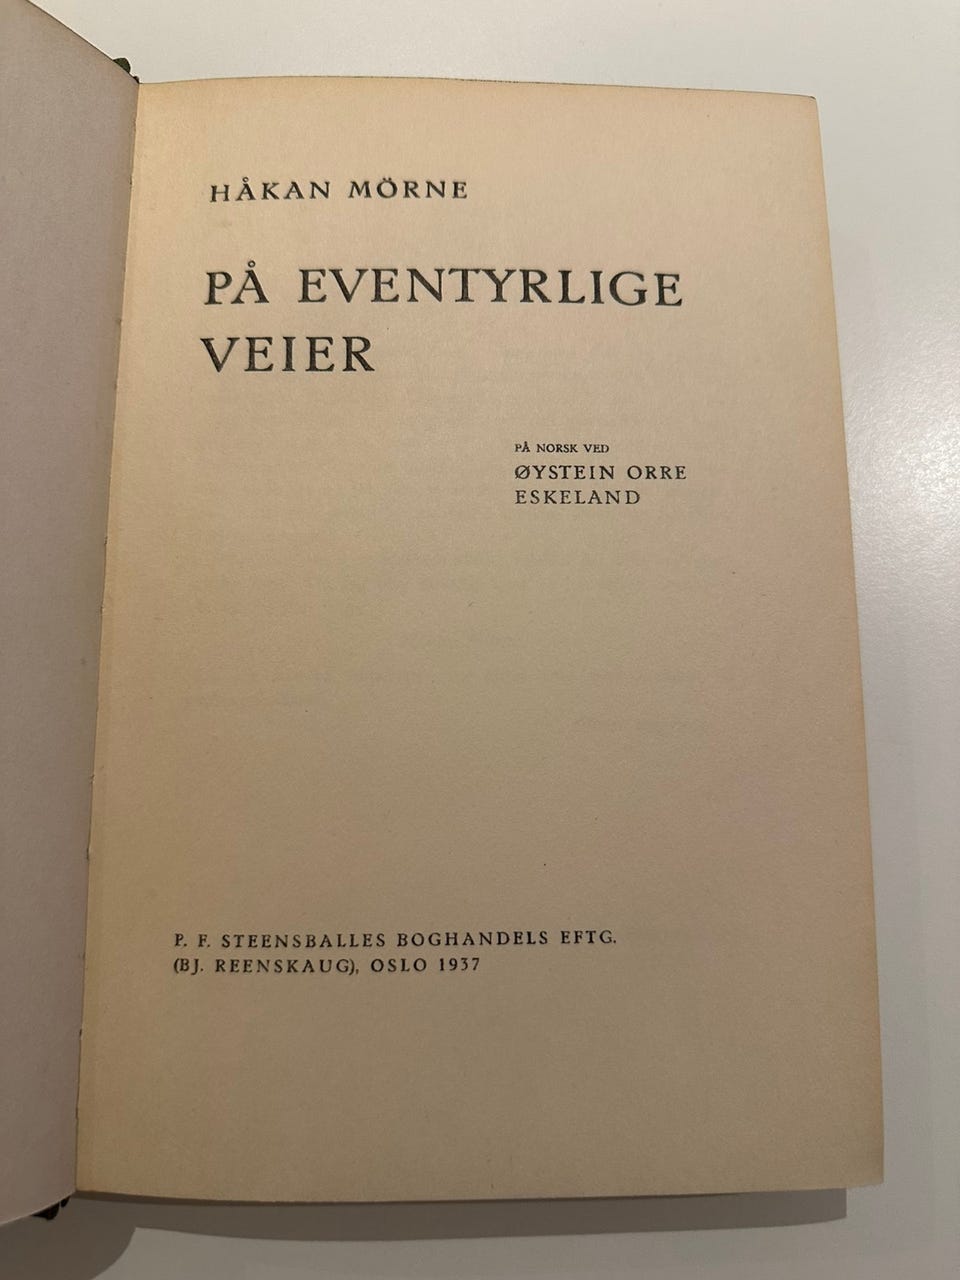 HÅKAN MÖRNE
PÅ EVENTYRLIGE
VEIER
PÅ NORSK VED
ØYSTEIN ORRE
ESKELAND
P. F. STEENSBALLES BOGHANDELS EFTG.
(BJ. REENSKAUG), OSLO 1937